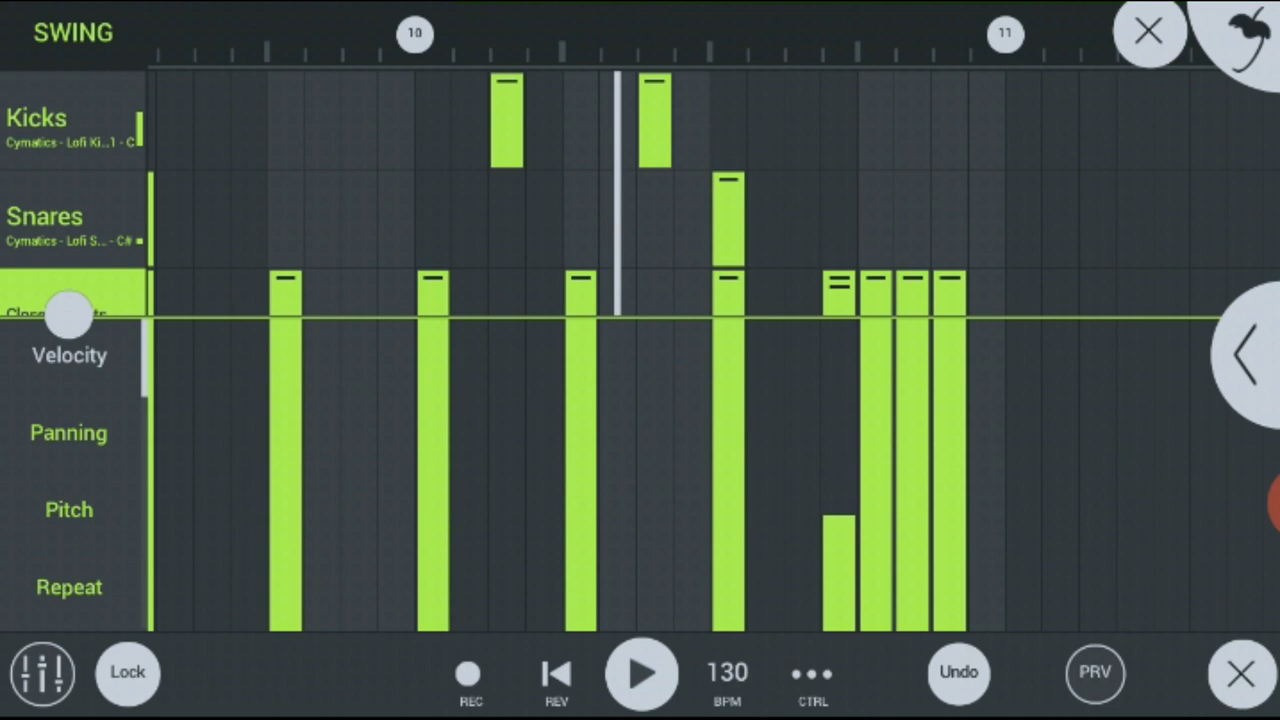 SWING
10
11
Kicks
Cymatics - Lofi Ki...1 - C
Snares
Cymatics - Lofi S... - C#
Velocity
Panning
Pitch
Repeat
Lock
REC
REV
130
BPM
CTRL
Undo
PRV